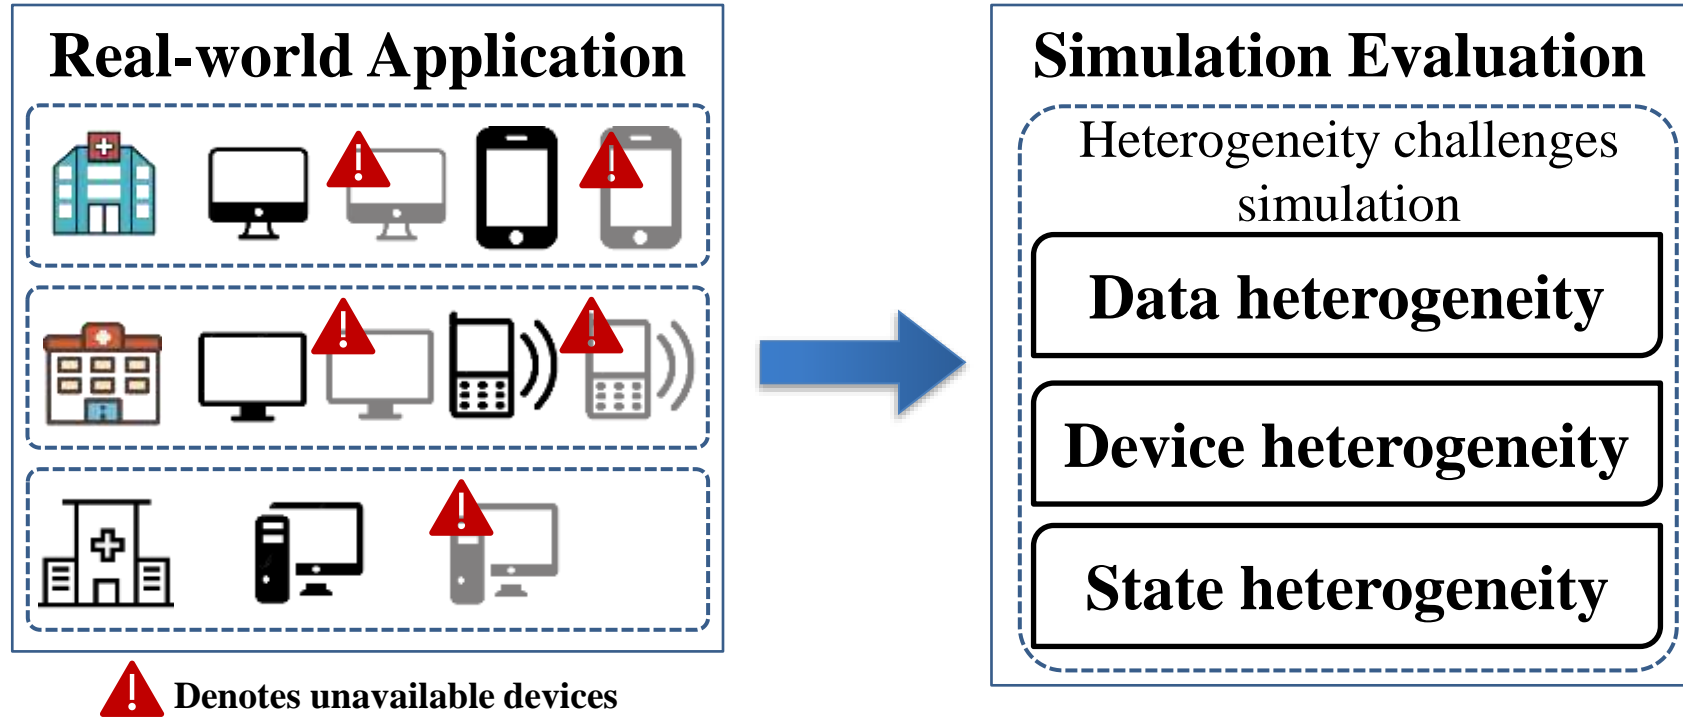 Real-world Application
Denotes unavailable devices
Simulation Evaluation
Heterogeneity challenges
simulation
Data heterogeneity
Device heterogeneity
State heterogeneity